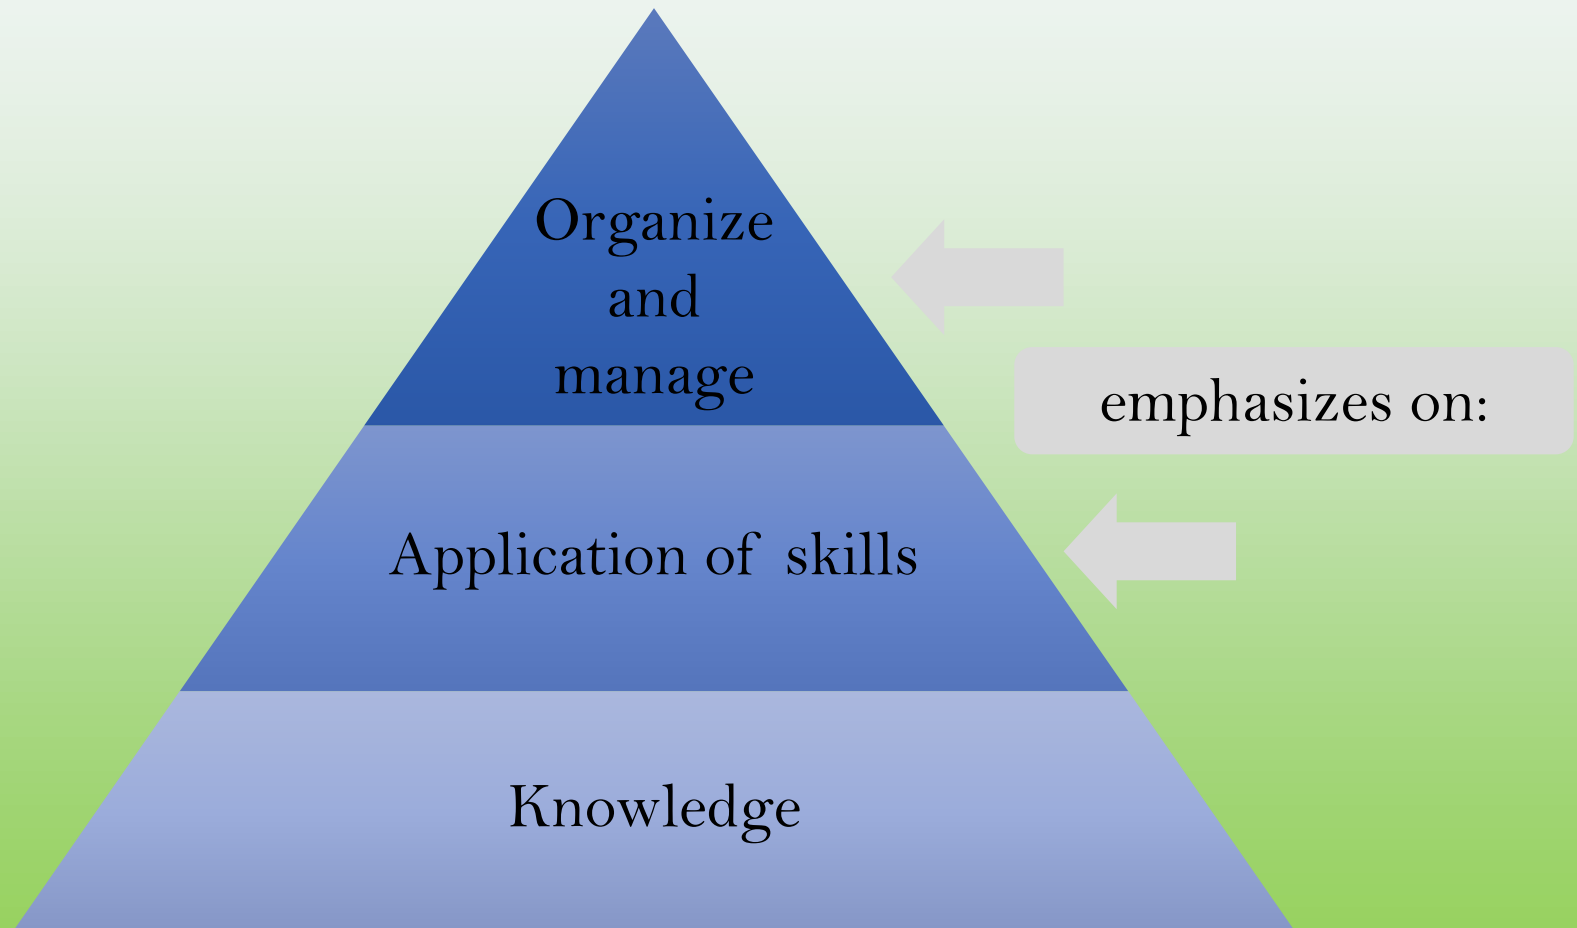 Organize
and
manage
emphasizes on:
Application of skills
Knowledge